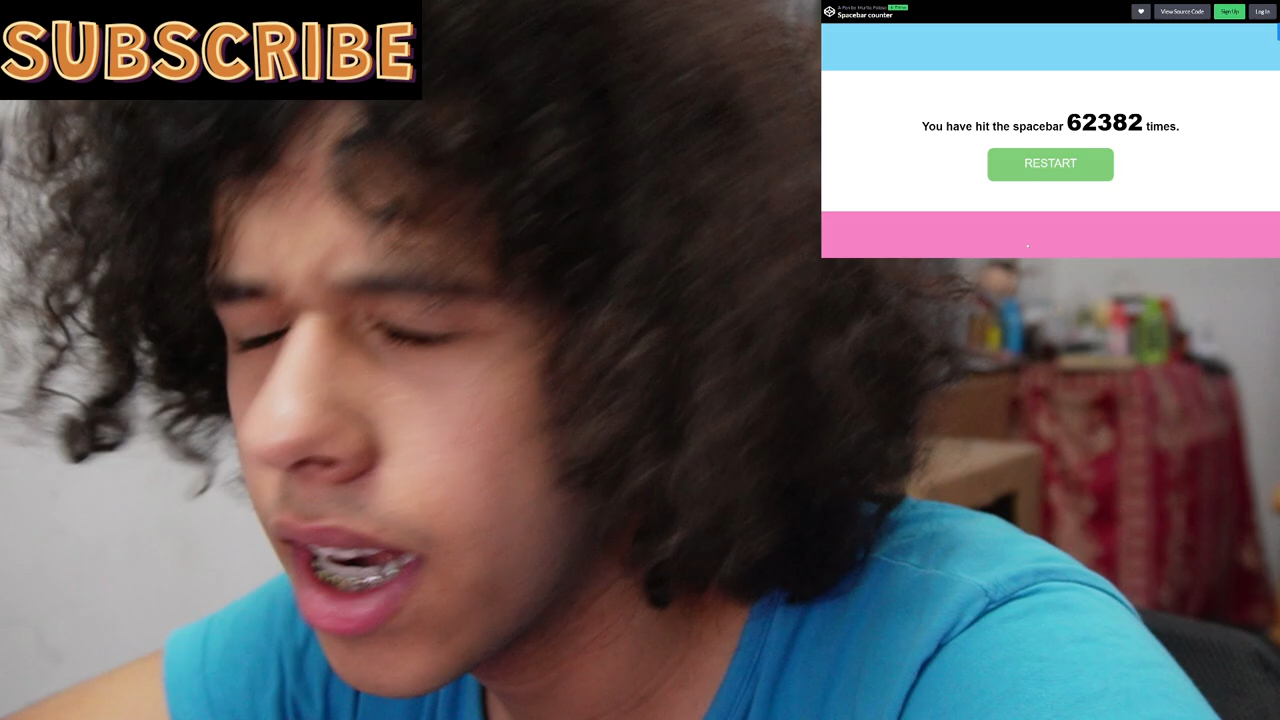 SUBSCRIBE
Spacebar counter
View Source Code
Sign Up
Log In
You have hit the spacebar 62382 times.
RESTART